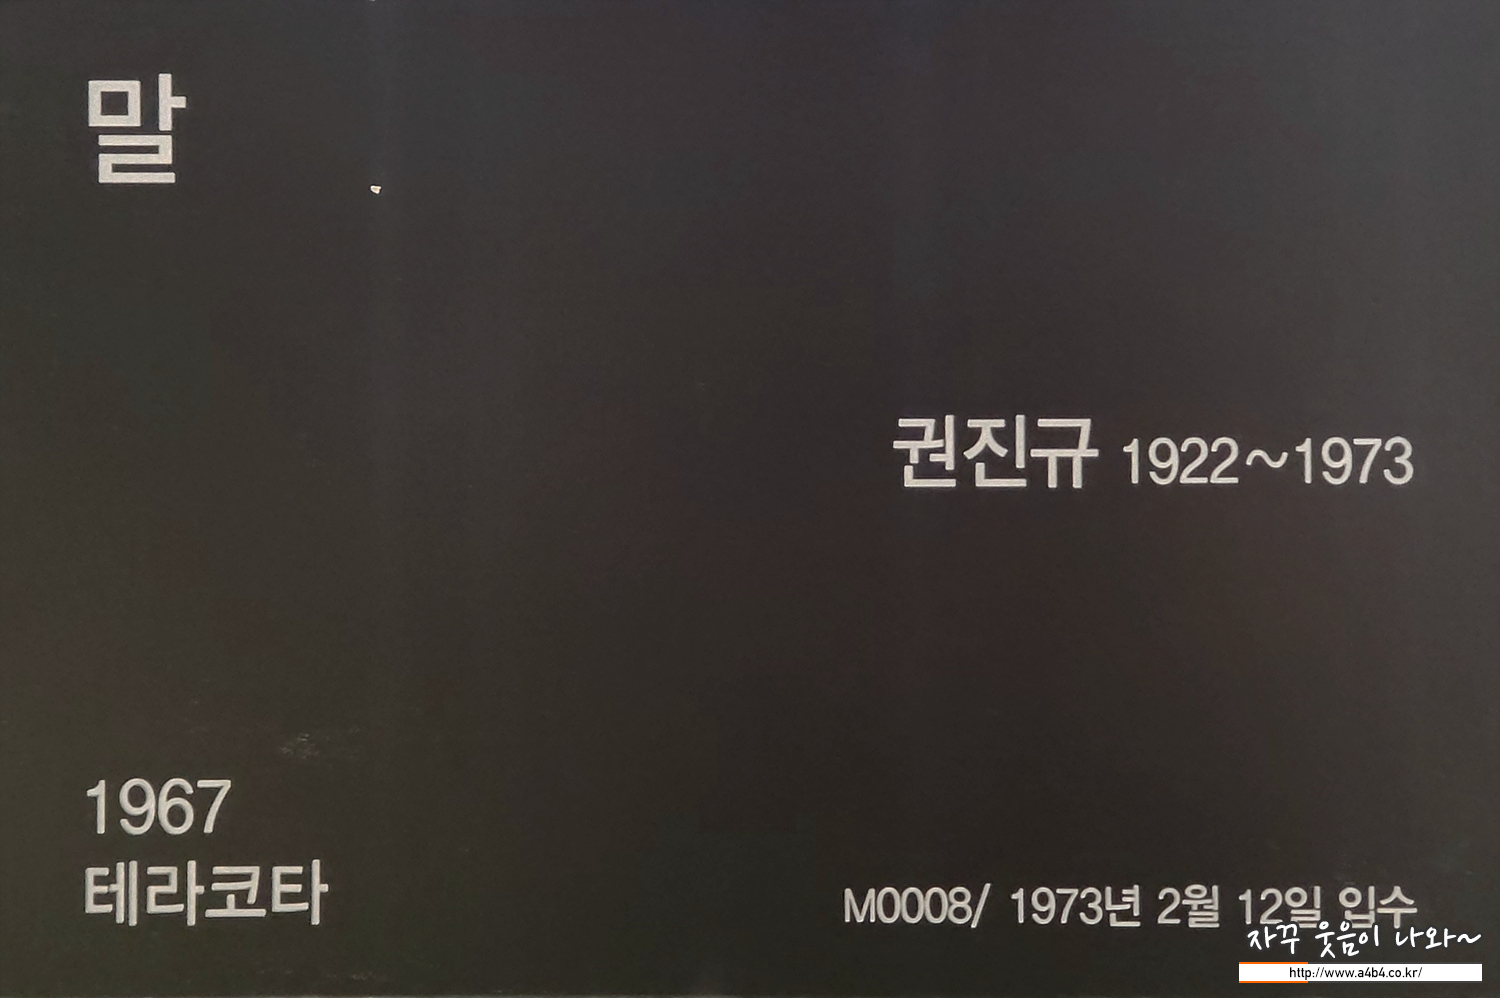 말
권진규 1922~1973
1967
테라코타
M0008/ 1973년 2월 12일 입수
자꾸 웃음이 나와~
http://www.a4b4.co.kr/